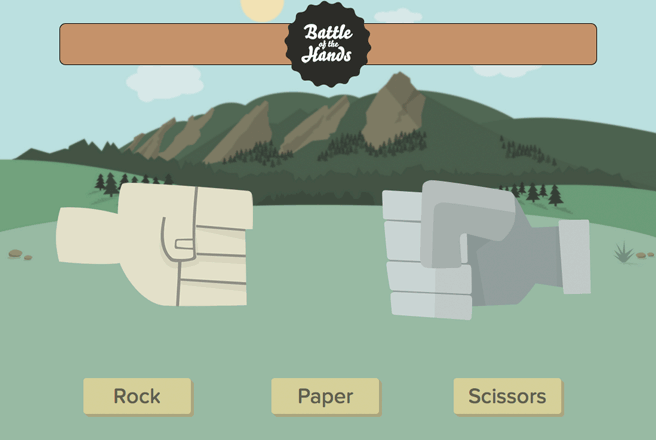 Battle
of the
Hands
Rock
Paper
Scissors